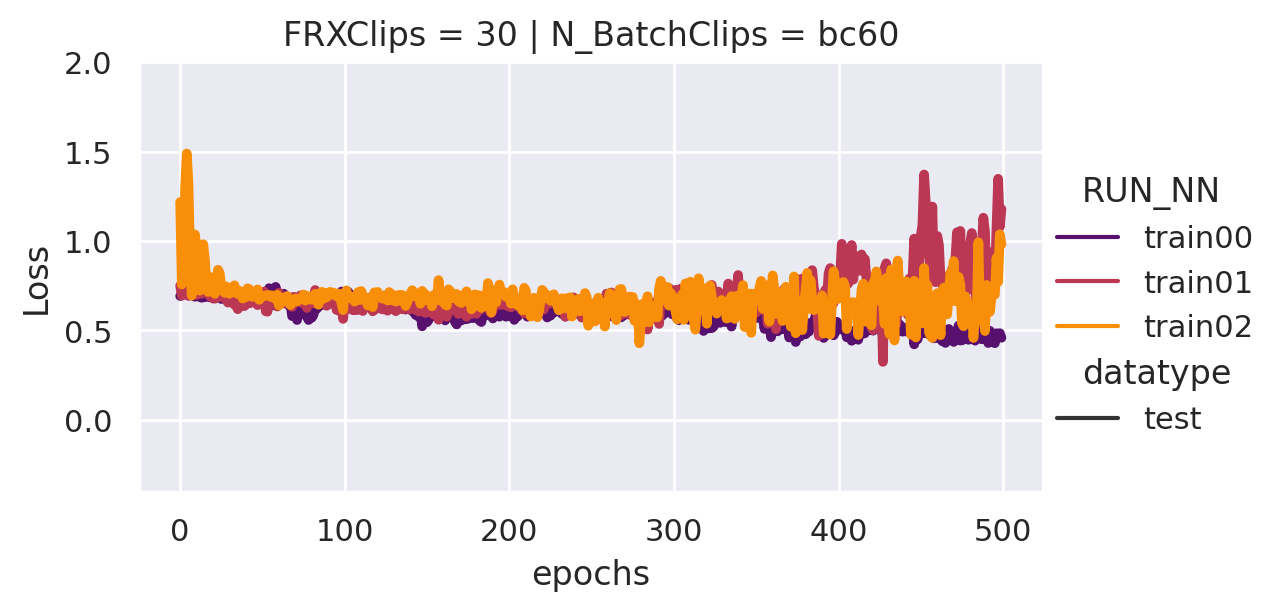 FRXClips = 30 | N_BatchClips = bc60
Loss
2.0
1.5
1.0
0.5
0.0
0
100
200
300
400
500
epochs
RUN_NN
train00
train01
train02
datatype
test